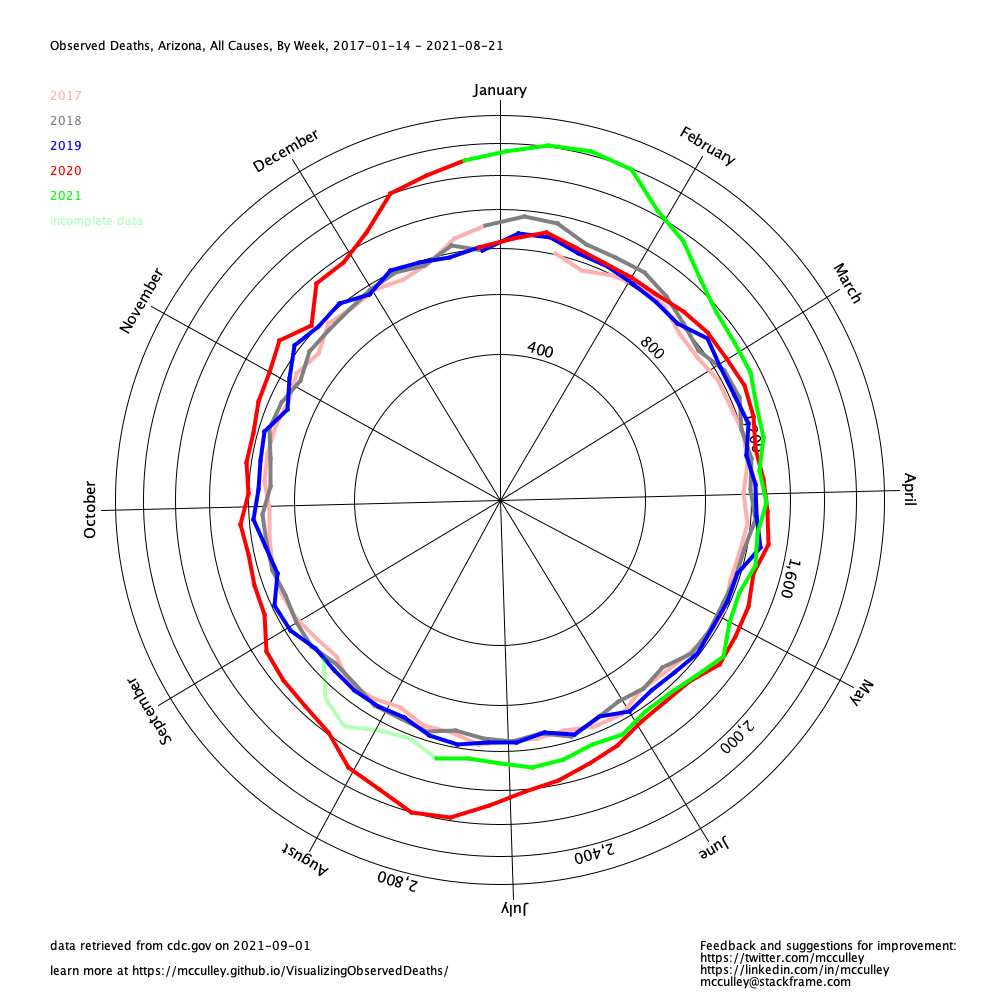 Observed Deaths, Arizona, All Causes, By Week, 2017-01-14 - 2021-08-21
2017
2018
2019
2020
2021
incomplete data
January
February
March
April
May
June
July
August
September
October
November
December
400
800
1,200
1,600
2,000
2,400
2,800
data retrieved from cdc.gov on 2021-09-01
learn more at https://mcculley.github.io/VisualizingObservedDeaths/
Feedback and suggestions for improvement:
https://twitter.com/mcculley
https://linkedin.com/in/mcculley
mcculley@stackframe.com